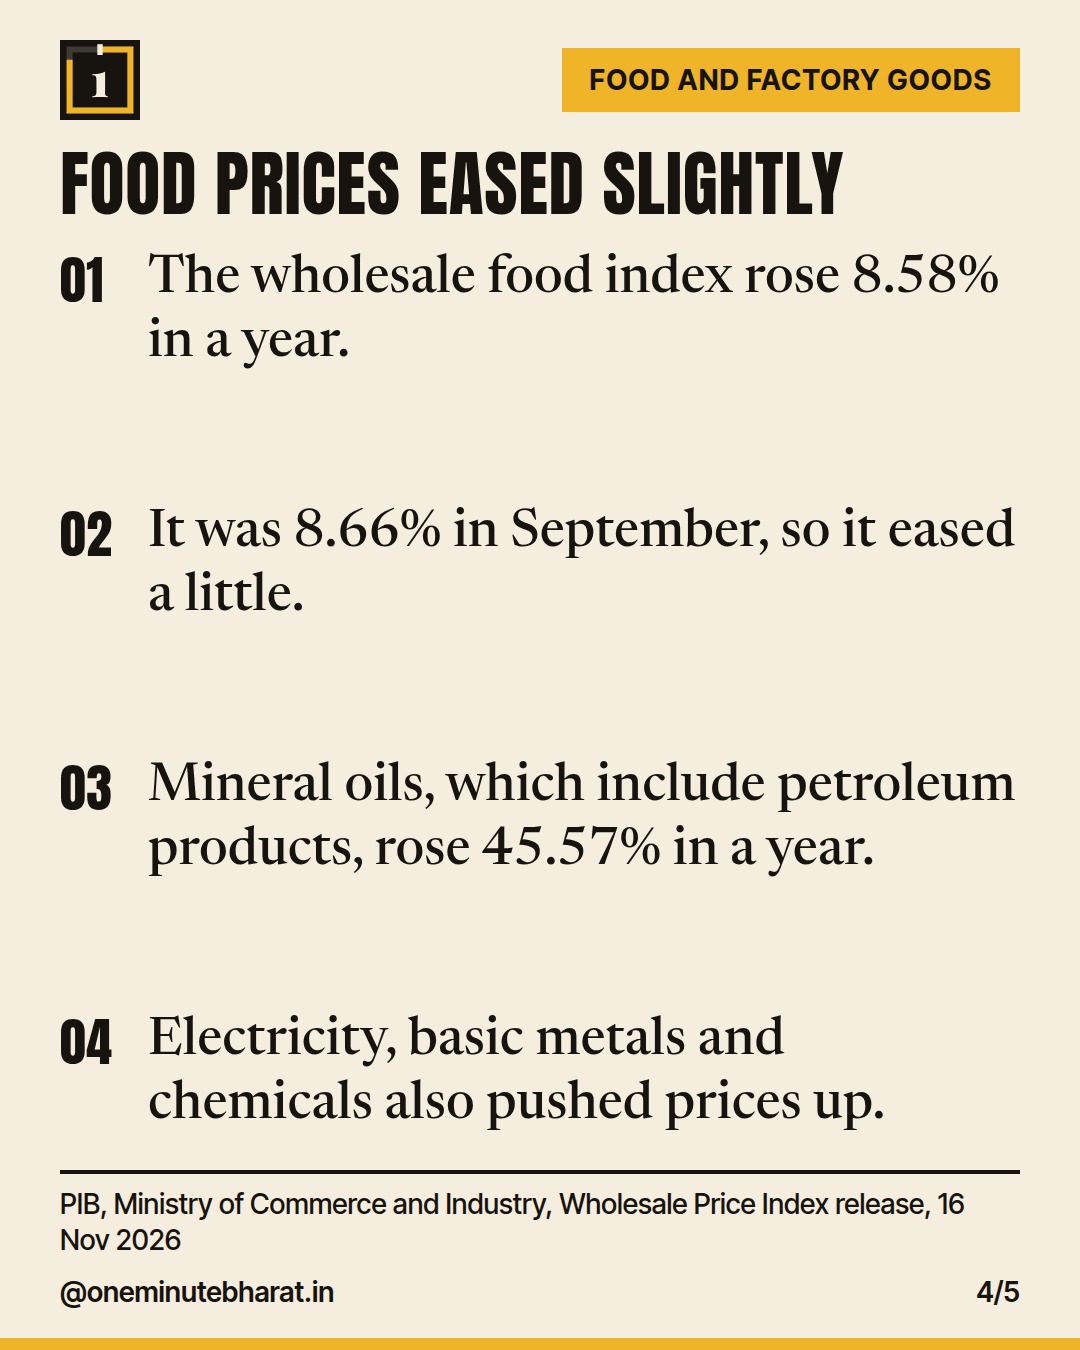 ı
FOOD AND FACTORY GOODS
FOOD PRICES EASED SLIGHTLY
01 The wholesale food index rose 8.58%
in a year.
02 It was 8.66% in September, so it eased
a little.
03 Mineral oils, which include petroleum
products, rose 45.57% in a year.
04 Electricity, basic metals and
chemicals also pushed prices up.
PIB, Ministry of Commerce and Industry, Wholesale Price Index release, 16
Nov 2026
@oneminutebharat.in 4/5